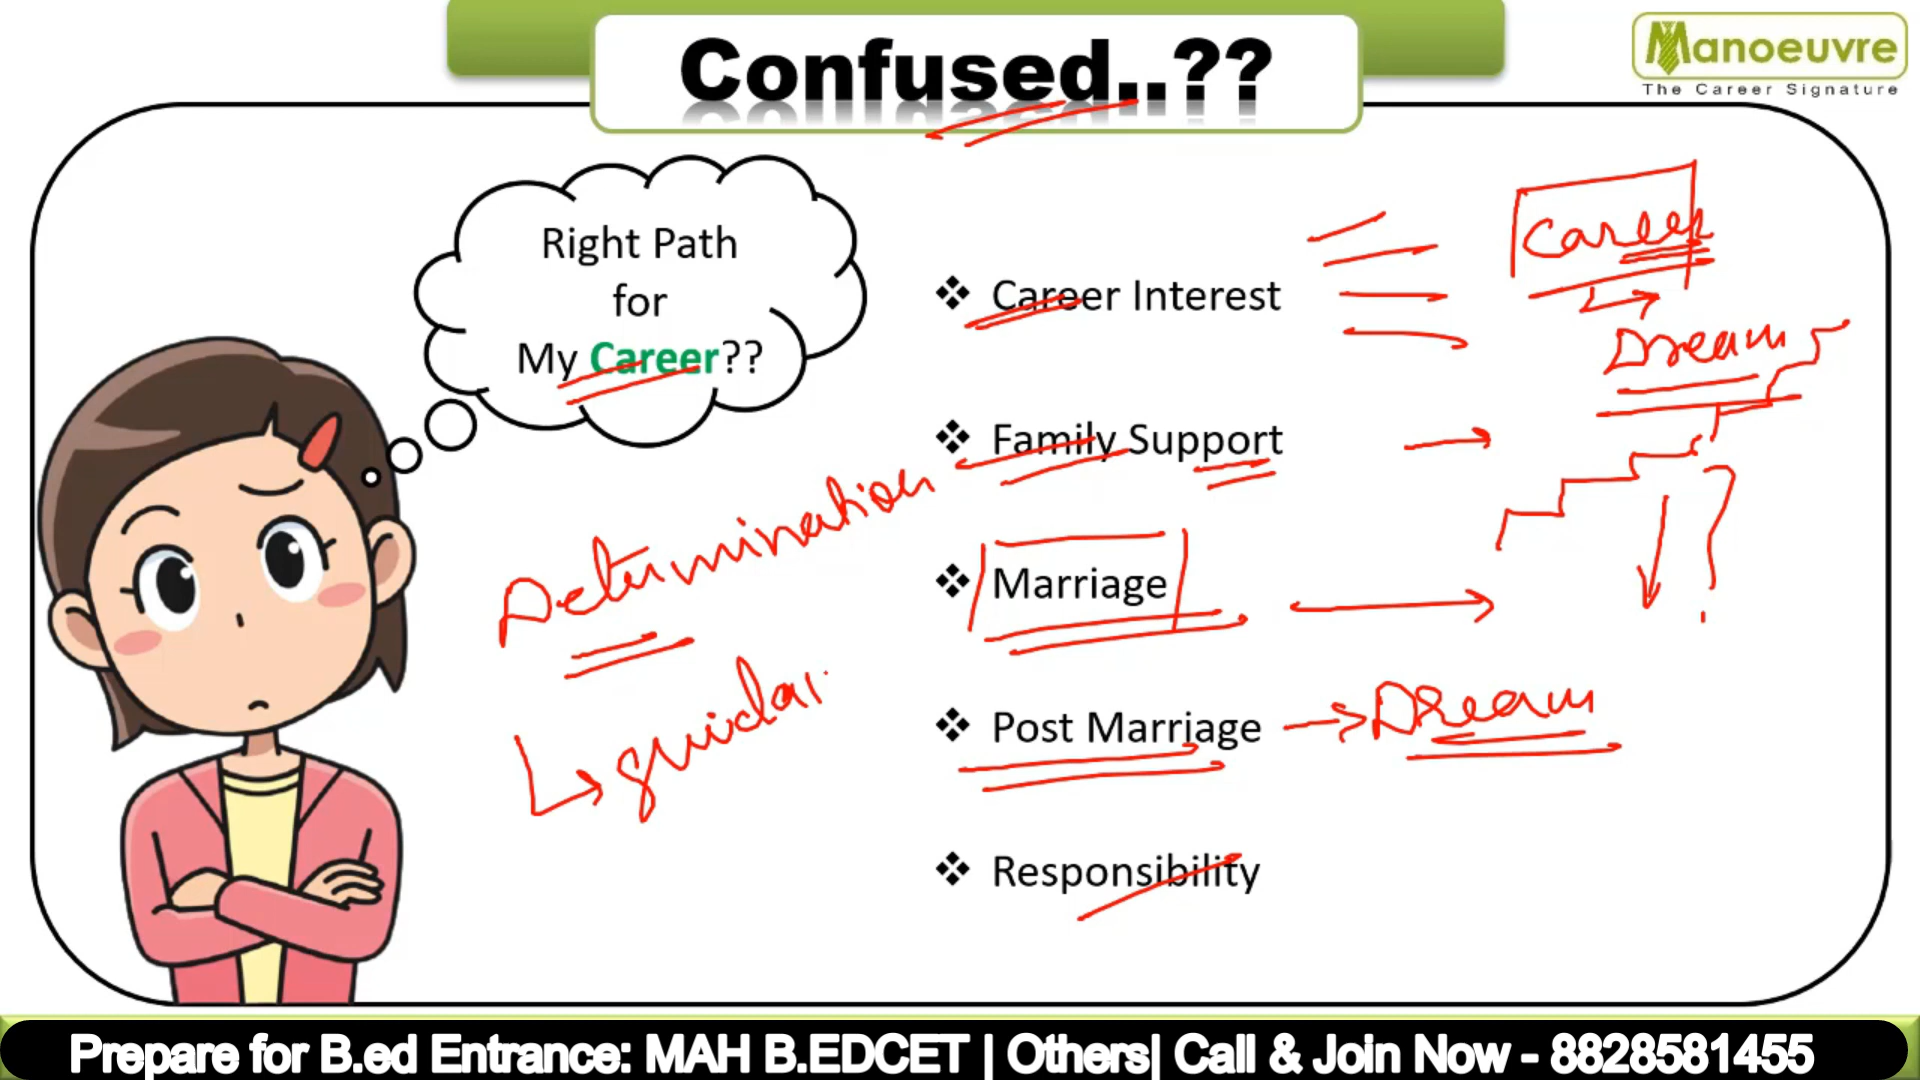 Confused..??
Manoeuvre
The Career Signature
Right Path
for
My Career??
❖ Career Interest
❖ Family Support
❖ Marriage
❖ Post Marriage
❖ Responsibility
Career
Dream
?
Dream
Determination
Prepare for B.ed Entrance: MAH B.EDCET | Others| Call & Join Now - 8828581455